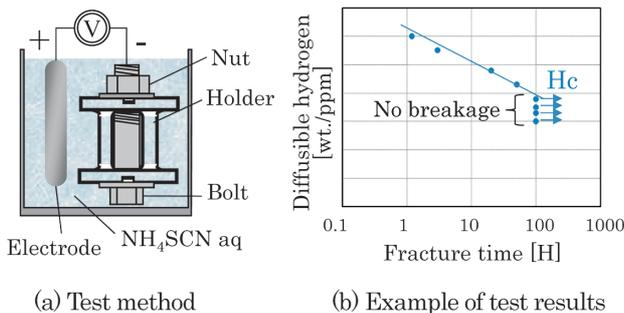 +
V
-
Nut
Holder
Bolt
Electrode
NH₄SCN aq
(a) Test method
Diffusible hydrogen
[wt./ppm]
Hc
No breakage
0.1 1 10 100 1000
Fracture time [H]
(b) Example of test results